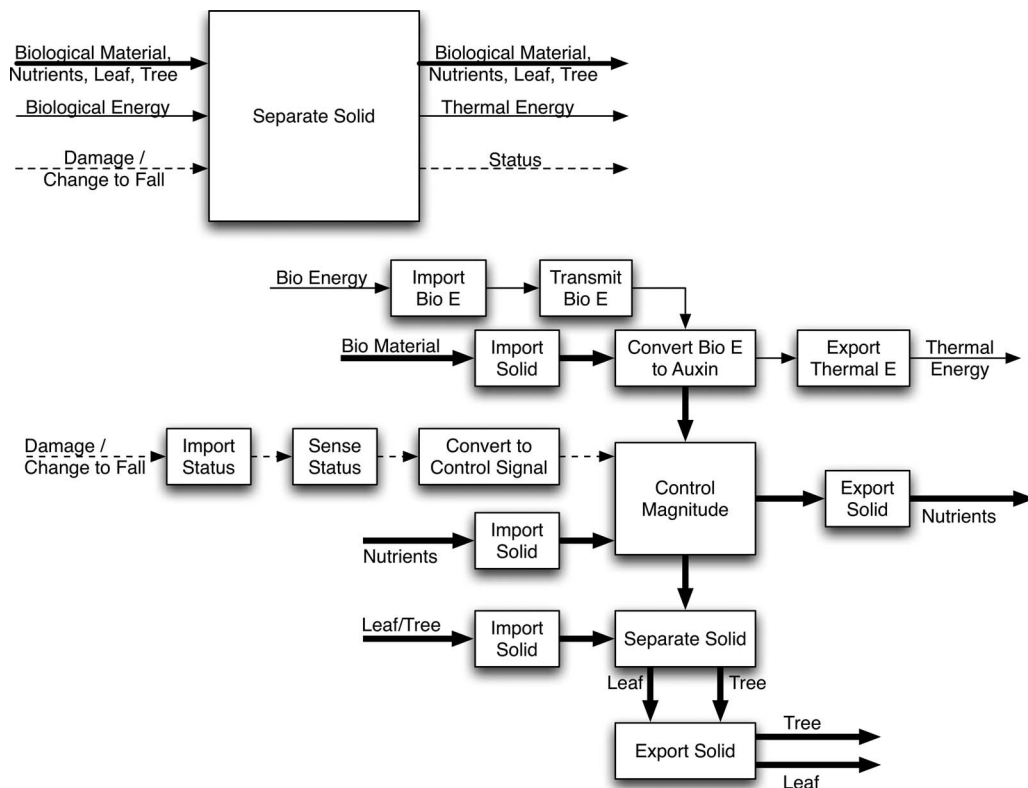 Biological Material,
Nutrients, Leaf, Tree
Biological Energy
Damage /
Change to Fall
Separate Solid
Biological Material,
Nutrients, Leaf, Tree
Thermal Energy
Status
Bio Energy
Import
Bio E
Transmit
Bio E
Bio Material
Import
Solid
Convert Bio E
to Auxin
Export
Thermal E
Thermal
Energy
Damage /
Change to Fall
Import
Status
Sense
Status
Convert to
Control Signal
Control
Magnitude
Export
Solid
Nutrients
Nutrients
Import
Solid
Leaf/Tree
Import
Solid
Separate Solid
Leaf
Tree
Export Solid
Tree
Leaf